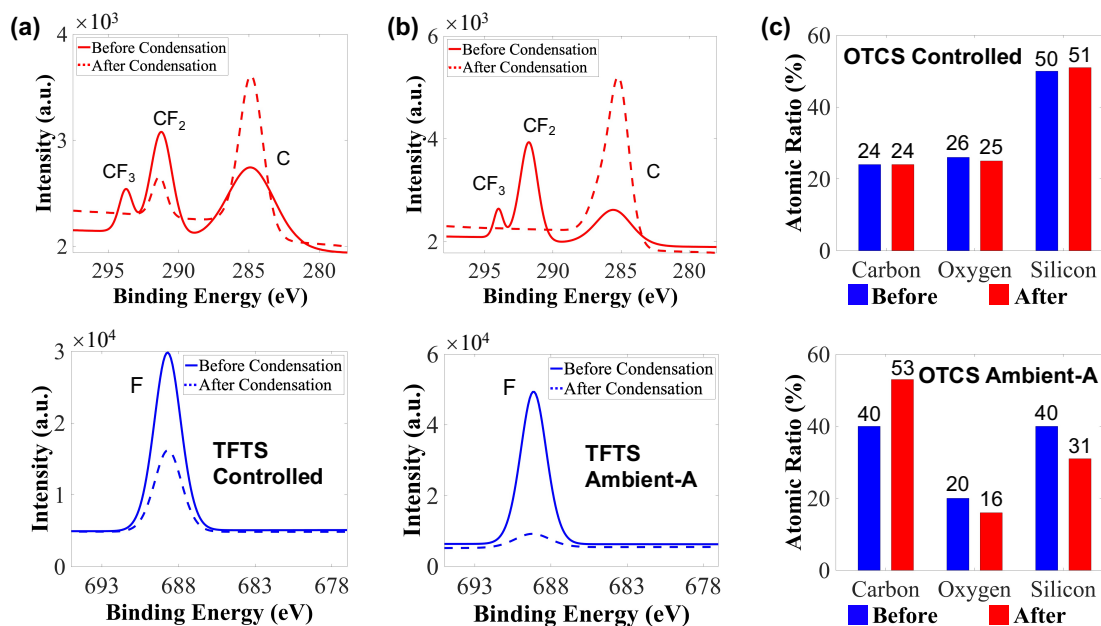 (a)
×10³
4
3
2
Intensity (a.u.)
Before Condensation
After Condensation
CF₃
CF₂
C
295
290
285
280
Binding Energy (eV)
×10⁴
3
2
1
0
Intensity (a.u.)
Before Condensation
After Condensation
F
TFTS
Controlled
693
688
683
678
Binding Energy (eV)
(b)
×10³
6
4
2
Intensity (a.u.)
Before Condensation
After Condensation
CF₃
CF₂
C
295
290
285
280
Binding Energy (eV)
×10⁴
6
4
2
0
Intensity (a.u.)
Before Condensation
After Condensation
F
TFTS
Ambient-A
693
688
683
678
Binding Energy (eV)
(c)
60
40
20
0
Atomic Ratio (%)
OTCS Controlled
50 51
24 24
26 25
Carbon Oxygen Silicon
Before After
60
40
20
0
Atomic Ratio (%)
OTCS Ambient-A
40 53
20 16
40 31
Carbon Oxygen Silicon
Before After